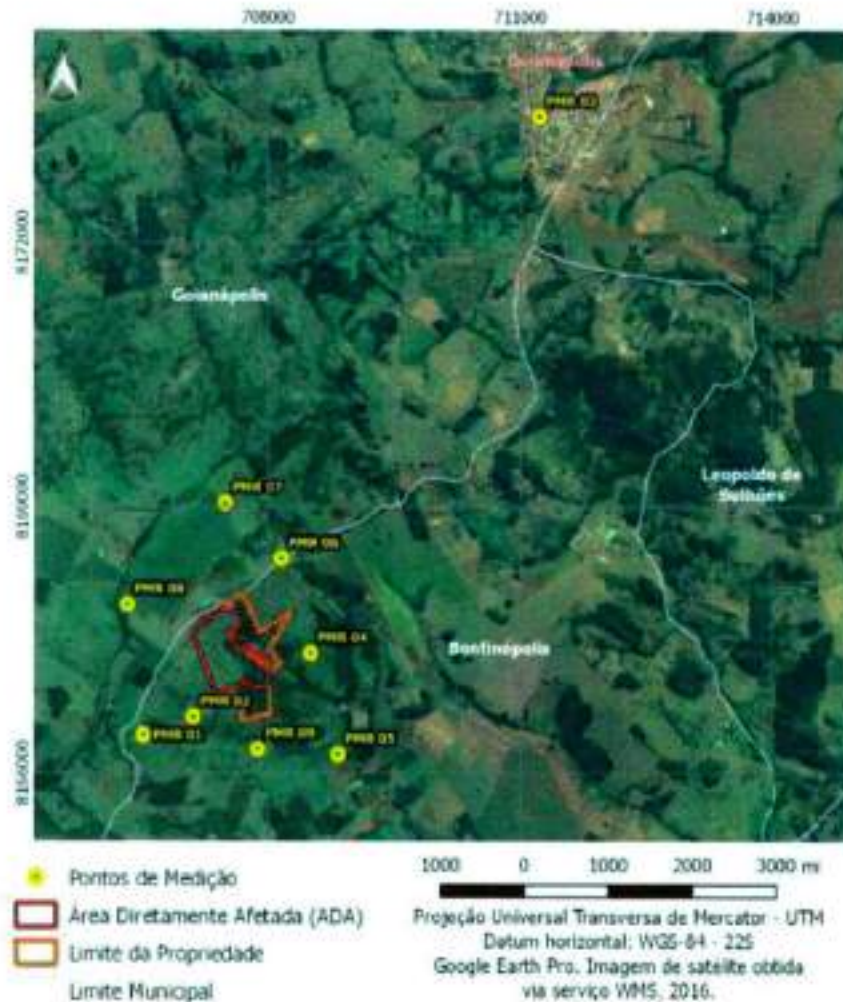 708000 711000 714000
PMR 03
8172000
Goianápolis
Leopoldo de
PMR 07
8169000
PMR 06
PMR 08
PMR 04
Bonfinópolis
PMR 02
PMR 01
PMR 09
PMR 05
8166000
1000 0 1000 2000 3000 mi
Pontos de Medição
Área Diretamente Afetada (ADA)
Limite da Propriedade
Limite Municipal
Projeção Universal Transversa de Mercator - UTM
Datum horizontal: WGS-84 - 22S
Google Earth Pro. Imagem de satélite obtida
via serviço WMS, 2016.